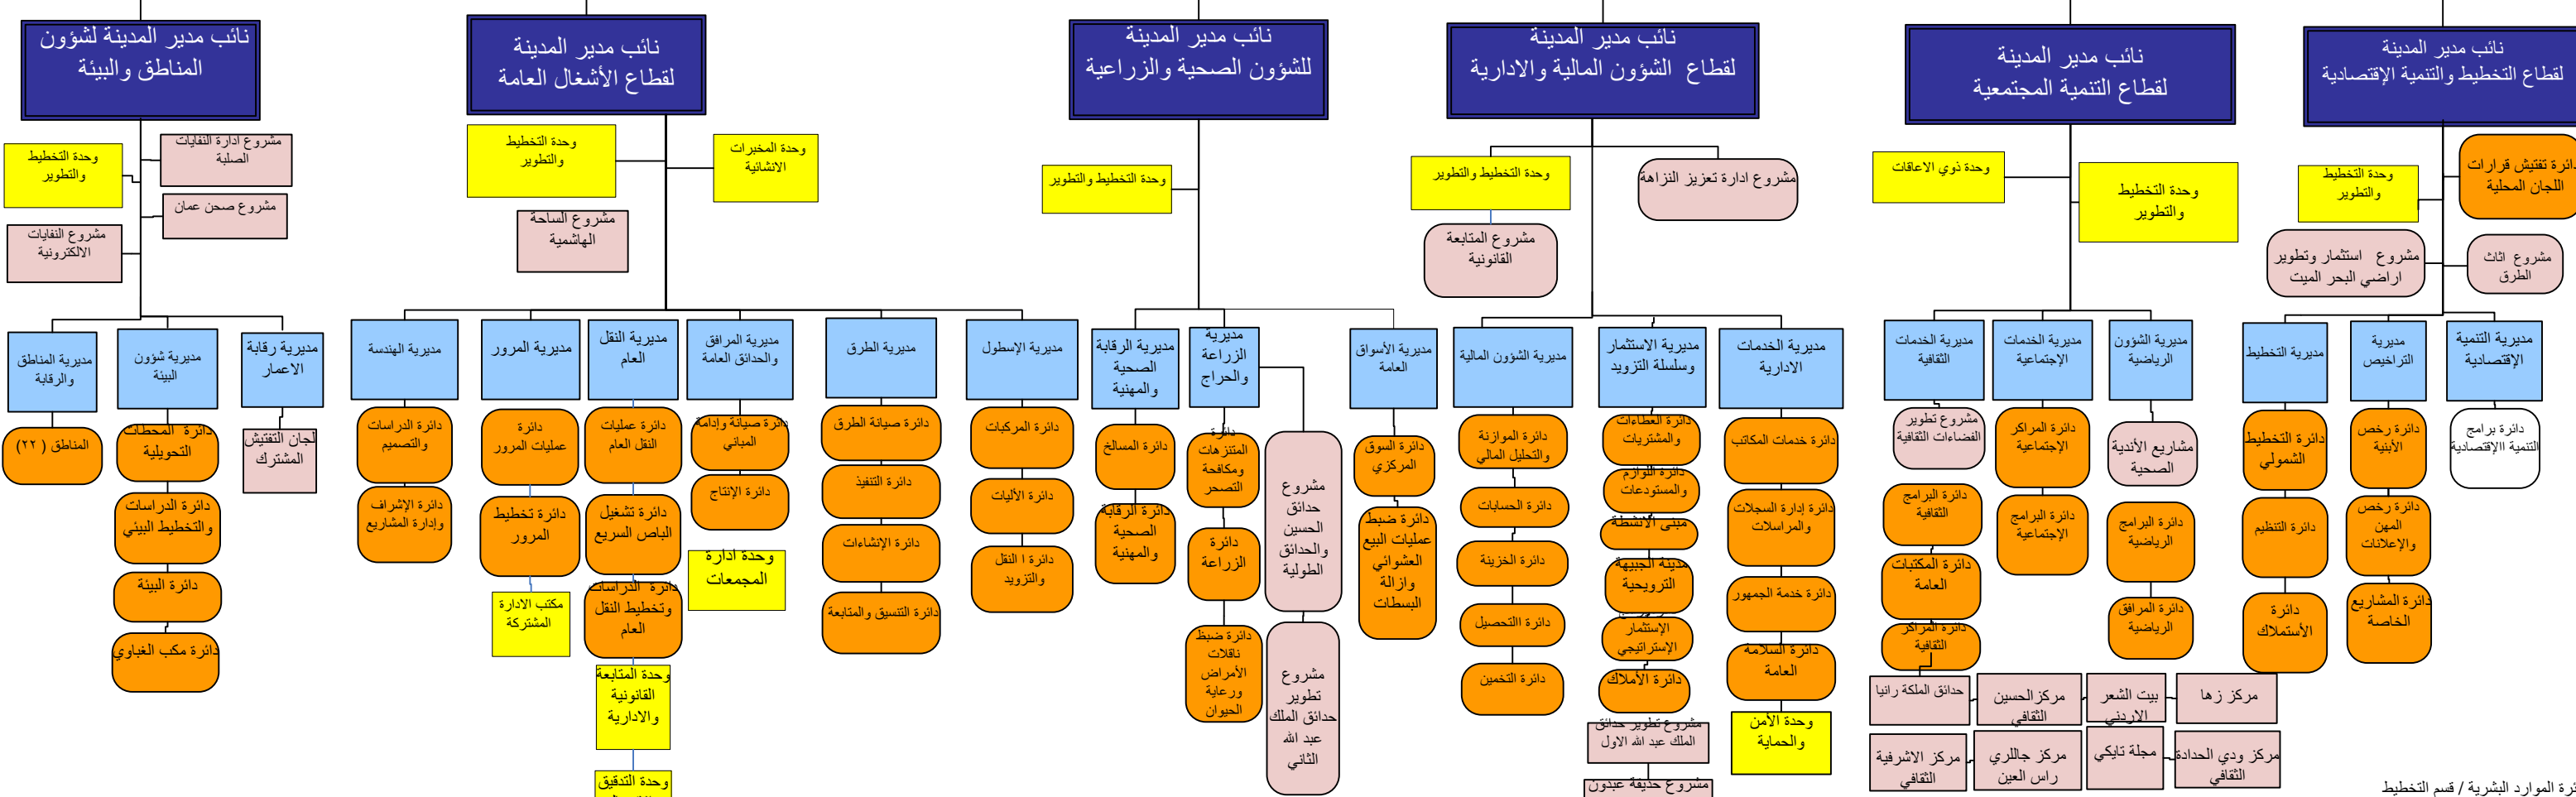 نائب مدير المدينة
لقطاع التخطيط والتنمية الإقتصادية
دائرة تفتيش قرارات
اللجان المحلية
وحدة التخطيط
والتطوير
مشروع اثاث
الطرق
مشروع استثمار وتطوير
اراضي البحر الميت
مديرية التنمية
الإقتصادية
دائرة برامج
التنمية االإقتصادية
مديرية
التراخيص
دائرة رخص
الأبنية
دائرة رخص
المهن
والإعلانات
دائرة المشاريع
الخاصة
مديرية التخطيط
دائرة التخطيط
الشمولي
دائرة التنظيم
دائرة
الأستملاك
نائب مدير المدينة
لقطاع التنمية المجتمعية
وحدة التخطيط
والتطوير
وحدة ذوي الاعاقات
مديرية الشؤون
الرياضية
مشاريع الأندية
الصحية
دائرة البرامج
الرياضية
دائرة المرافق
الرياضية
مديرية الخدمات
الإجتماعية
دائرة المراكز
الإجتماعية
دائرة البرامج
الإجتماعية
مديرية الخدمات
الثقافية
مشروع تطوير
الفضاءات الثقافية
دائرة البرامج
الثقافية
دائرة المكتبات
العامة
دائرة المراكز
الثقافية
مركز زها
بيت الشعر
الاردني
مركزالحسين
الثقافي
حدائق الملكة رانيا
مركز ودي الحدادة
الثقافي
مجلة تايكي
مركز جاللري
راس العين
مركز الاشرفية
الثقافي
نائب مدير المدينة
لقطاع الشؤون المالية والادارية
مشروع ادارة تعزيز النزاهة
وحدة التخطيط والتطوير
مشروع المتابعة
القانونية
مديرية الخدمات
الادارية
دائرة خدمات المكاتب
دائرة إدارة السجلات
والمراسلات
دائرة خدمة الجمهور
دائرة السلامة
العامة
وحدة الأمن
والحماية
مديرية الاستثمار
وسلسلة التزويد
دائرة العطاءات
والمشتريات
دائرة اللوازم
والمستودعات
مبنى الانشطة
مدينة الجبيهة
الترويحية
الإستثمار
الإستراتيجي
دائرة الأملاك
مشروع تطوير حدائق
الملك عبد الله الاول
مشروع حديقة عبدون
مديرية الشؤون المالية
دائرة الموازنة
والتحليل المالي
دائرة الحسابات
دائرة الخزينة
دائرة االتحصيل
دائرة التخمين
نائب مدير المدينة
للشؤون الصحية والزراعية
وحدة التخطيط والتطوير
مديرية الأسواق
العامة
دائرة السوق
المركزي
دائرة ضبط
عمليات البيع
العشوائي
وازالة
البسطات
مديرية
الزراعة
والحراج
مشروع
حدائق
الحسين
والحدائق
الطولية
مشروع
تطوير
حدائق الملك
عبد الله
الثاني
دائرة
المتنزهات
ومكافحة
التصحر
دائرة
الزراعة
دائرة ضبط
ناقلات
الأمراض
ورعاية
الحيوان
مديرية الرقابة
الصحية
والمهنية
دائرة المسالخ
دائرة الرقابة
الصحية
والمهنية
نائب مدير المدينة
لقطاع الأشغال العامة
وحدة المخبرات
الانشائية
وحدة التخطيط
والتطوير
مشروع الساحة
الهاشمية
مديرية الإسطول
دائرة المركبات
دائرة الأليات
دائرة ا النقل
والتزويد
مديرية الطرق
دائرة صيانة الطرق
دائرة التنفيذ
دائرة الإنشاءات
دائرة التنسيق والمتابعة
مديرية المرافق
والحدائق العامة
دائرة صيانة وإدامة
المباني
دائرة الإنتاج
وحدة ادارة
المجمعات
مديرية النقل
العام
دائرة عمليات
النقل العام
دائرة تشغيل
الباص السريع
دائرة الدراسات
وتخطيط النقل
العام
وحدة المتابعة
القانونية
والادارية
وحدة التدقيق
مديرية المرور
دائرة
عمليات المرور
دائرة تخطيط
المرور
مكتب الادارة
المشتركة
مديرية الهندسة
دائرة الدراسات
والتصميم
دائرة الإشراف
وإدارة المشاريع
نائب مدير المدينة لشؤون
المناطق والبيئة
مشروع ادارة النفايات
الصلبة
وحدة التخطيط
والتطوير
مشروع صحن عمان
مشروع النفايات
الالكترونية
مديرية رقابة
الاعمار
لجان التفتيش
المشترك
مديرية شؤون
البيئة
دائرة المحطات
التحويلية
دائرة الدراسات
والتخطيط البيئي
دائرة البيئة
دائرة مكب الغباوي
مديرية المناطق
والرقابة
المناطق ( ٢٢)
ئرة الموارد البشرية / قسم التخطيط